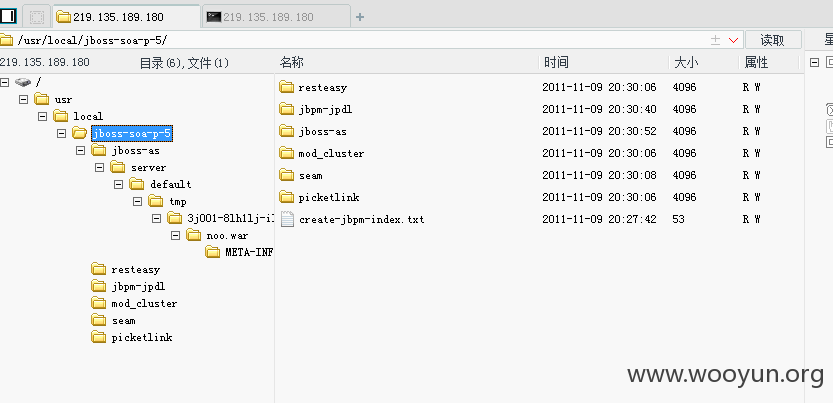 219.135.189.180
219.135.189.180
+
/usr/local/jboss-soa-p-5/
读取
219.135.189.180
目录(6),文件(1)
名称 时间 大小 属性
/
usr
local
jboss-soa-p-5
jboss-as
server
default
tmp
noo.war
META-INF
resteasy
jbpm-jpdl
mod_cluster
seam
picketlink
resteasy 2011-11-09 20:30:06 4096 R W
jbpm-jpdl 2011-11-09 20:30:40 4096 R W
jboss-as 2011-11-09 20:30:52 4096 R W
mod_cluster 2011-11-09 20:30:06 4096 R W
seam 2011-11-09 20:30:08 4096 R W
picketlink 2011-11-09 20:30:06 4096 R W
create-jbpm-index.txt 2011-11-09 20:27:42 53 R W
www.wooyun.org